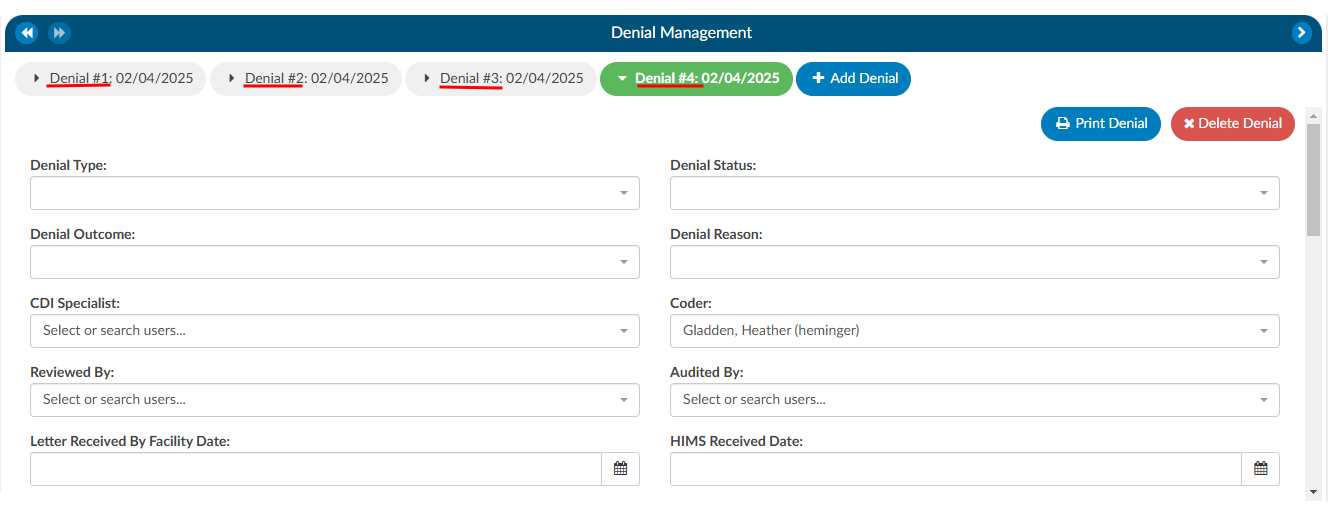 Denial Management
Denial #1: 02/04/2025 Denial #2: 02/04/2025 Denial #3: 02/04/2025 Denial #4: 02/04/2025 Add Denial
Print Denial Delete Denial
Denial Type: Denial Status:
Denial Outcome: Denial Reason:
CDI Specialist: Coder:
Select or search users... Gladden, Heather (heminger)
Reviewed By: Audited By:
Select or search users... Select or search users...
Letter Received By Facility Date: HIMS Received Date: